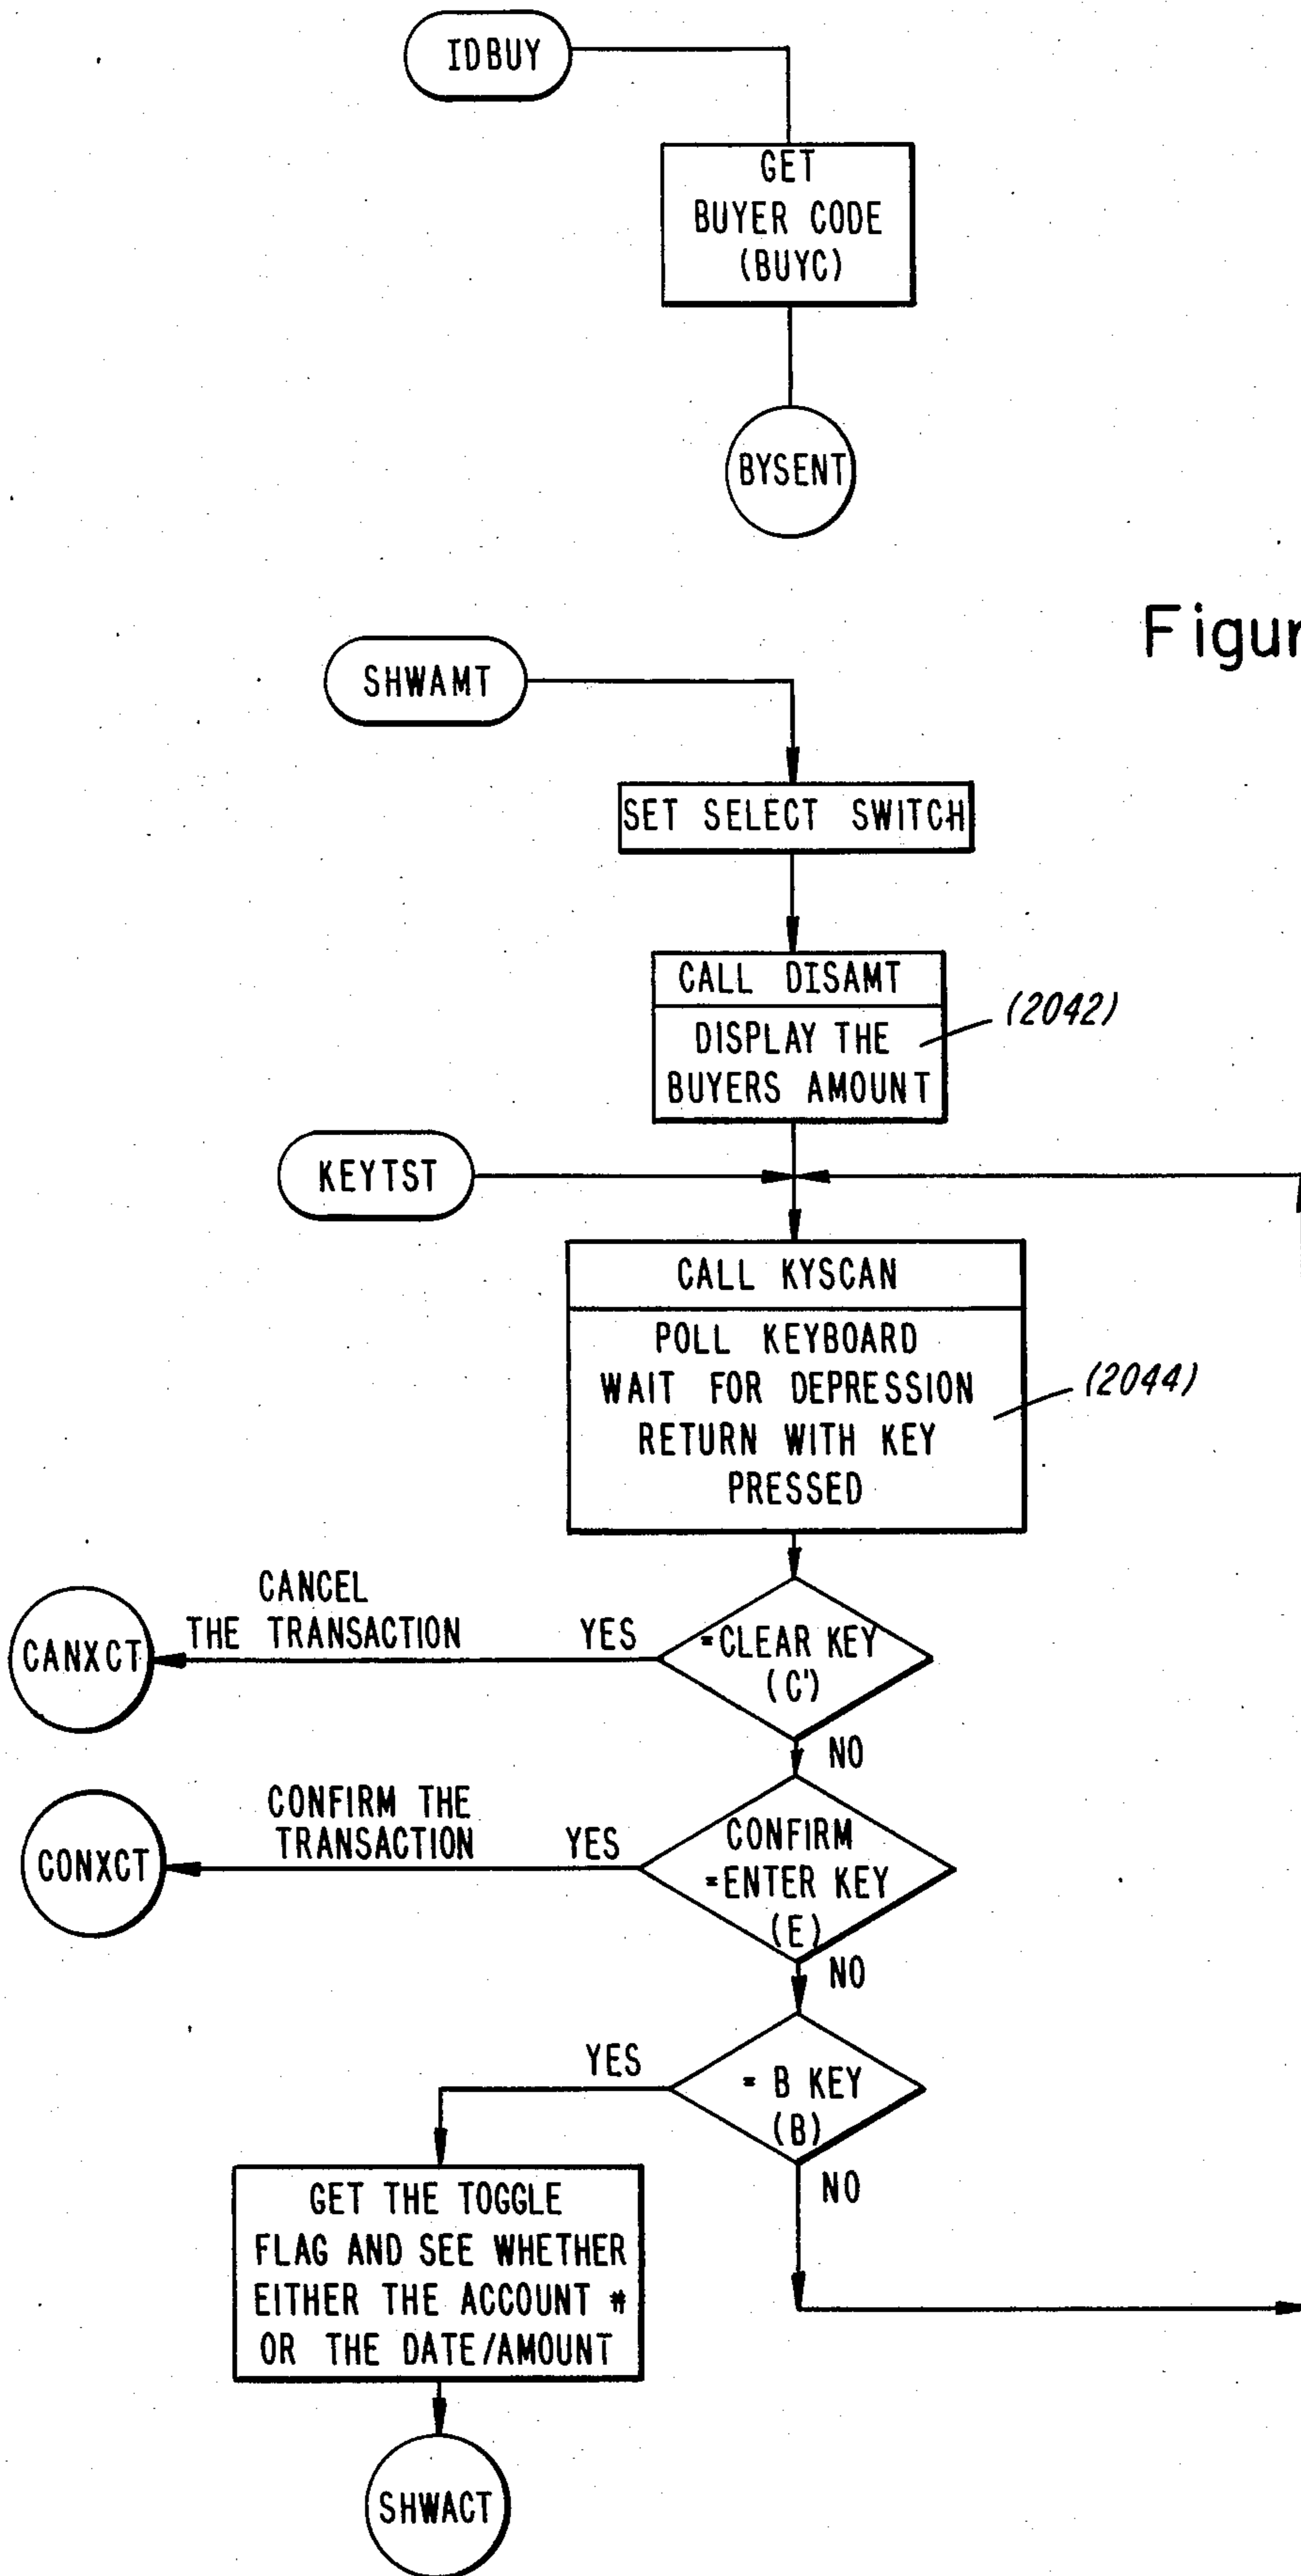 IDBUY
GET
BUYER CODE
(BUYC)
BYSENT
Figur
SHWAMT
SET SELECT SWITCH
CALL DISAMT
DISPLAY THE
BUYERS AMOUNT
(2042)
KEYTST
CALL KYSCAN
POLL KEYBOARD
WAIT FOR DEPRESSION
RETURN WITH KEY
PRESSED
(2044)
CANXCT
CANCEL
THE TRANSACTION
YES
=CLEAR KEY
(C')
NO
CONXCT
CONFIRM THE
TRANSACTION
YES
CONFIRM
=ENTER KEY
(E)
NO
YES
= B KEY
(B)
NO
GET THE TOGGLE
FLAG AND SEE WHETHER
EITHER THE ACCOUNT #
OR THE DATE/AMOUNT
SHWACT